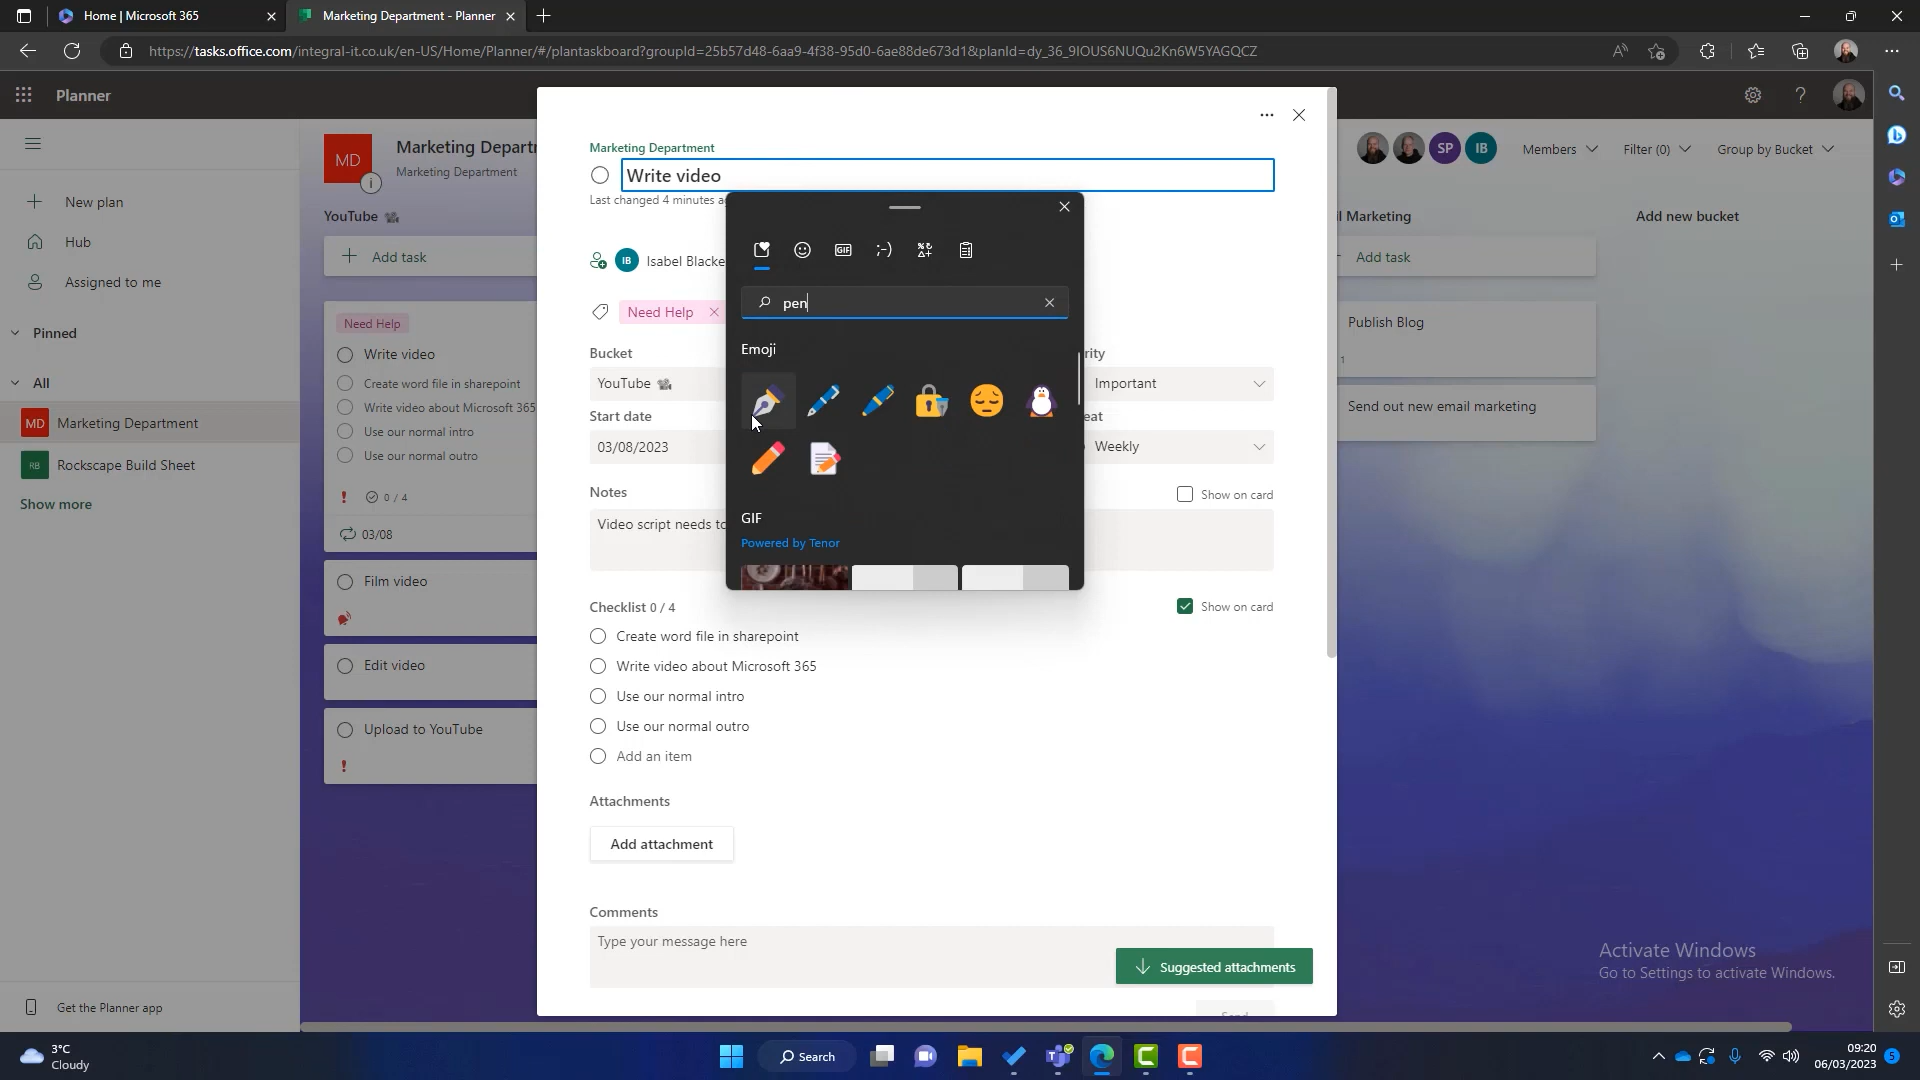 Home | Microsoft 365
Marketing Department - Planner
https://tasks.office.com/integral-it.co.uk/en-US/Home/Planner/#/plantaskboard?groupId=25b57d48-6aa9-4f38-95d0-6ae88de673d1&planId=dy_36_9IOUS6NUQu2Kn6W5YAGQCZ
Planner
New plan
Hub
Assigned to me
Pinned
All
MD Marketing Department
RB Rockscape Build Sheet
Show more
Get the Planner app
MD
Marketing Depart
Marketing Department
SP
IB
Members
Filter (0)
Group by Bucket
YouTube
Add task
Need Help
Write video
Create word file in sharepoint
Write video about Microsoft 365
Use our normal intro
Use our normal outro
0 / 4
03/08
Film video
Edit video
Upload to YouTube
Marketing Department
Write video
Last changed 4 minutes a
IB Isabel Blacke
Need Help
Bucket
YouTube
Start date
03/08/2023
Notes
Show on card
Video script needs to
rity
Important
eat
Weekly
pen
Emoji
GIF
GIF
Powered by Tenor
Checklist 0 / 4
Show on card
Create word file in sharepoint
Write video about Microsoft 365
Use our normal intro
Use our normal outro
Add an item
Attachments
Add attachment
Comments
Type your message here
Suggested attachments
l Marketing
Add task
Publish Blog
1
Send out new email marketing
Add new bucket
Activate Windows
Go to Settings to activate Windows.
3°C
Cloudy
Search
09:20
06/03/2023
5